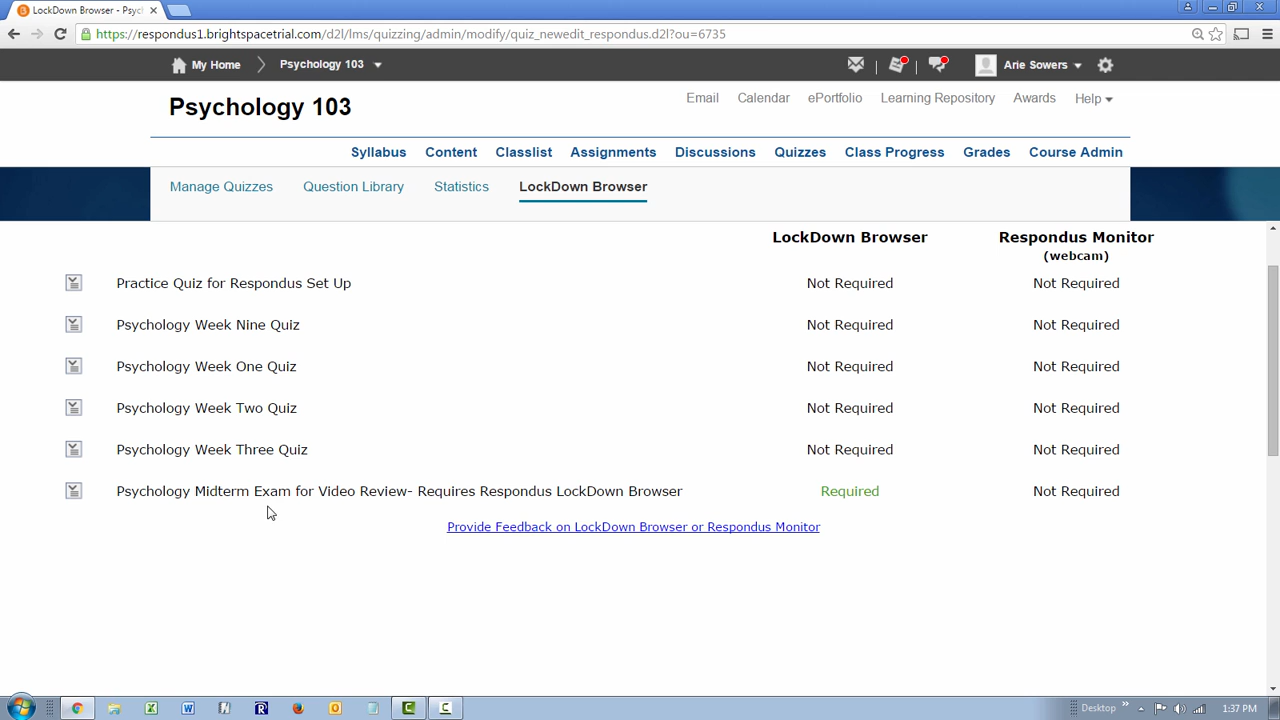 LockDown Browser - Psyc
https://respondus1.brightspacetrial.com/d2l/lms/quizzing/admin/modify/quiz_newedit_respondus.d2l?ou=6735
My Home Psychology 103 Arie Sowers
Psychology 103 Email Calendar ePortfolio Learning Repository Awards Help
Syllabus Content Classlist Assignments Discussions Quizzes Class Progress Grades Course Admin
Manage Quizzes Question Library Statistics LockDown Browser
LockDown Browser Respondus Monitor
(webcam)
Practice Quiz for Respondus Set Up Not Required Not Required
Psychology Week Nine Quiz Not Required Not Required
Psychology Week One Quiz Not Required Not Required
Psychology Week Two Quiz Not Required Not Required
Psychology Week Three Quiz Not Required Not Required
Psychology Midterm Exam for Video Review- Requires Respondus LockDown Browser Required Not Required
Provide Feedback on LockDown Browser or Respondus Monitor
Desktop 1:37 PM